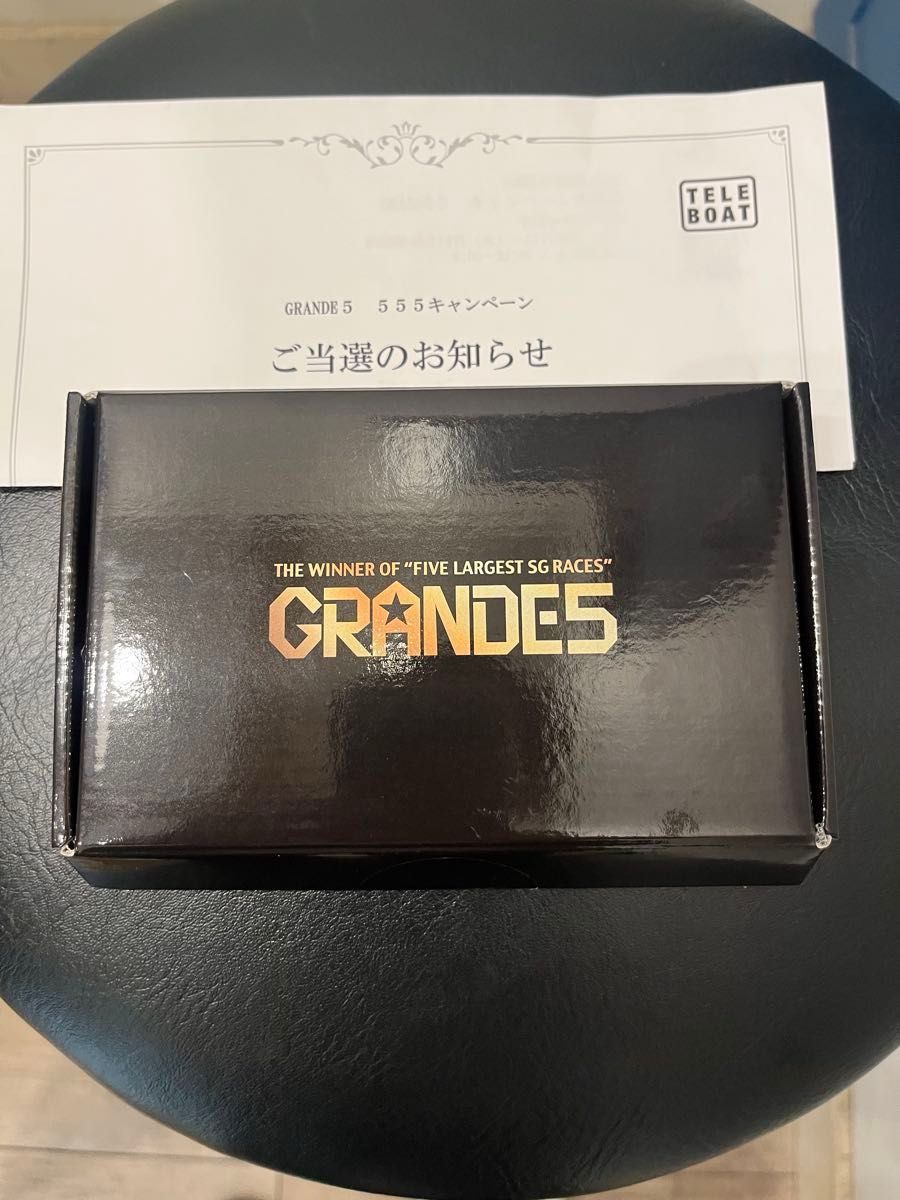 TELE
BOAT
GRANDE５　５５５キャンペーン
ご当選のお知らせ
THE WINNER OF "FIVE LARGEST SG RACES"
GRANDE5